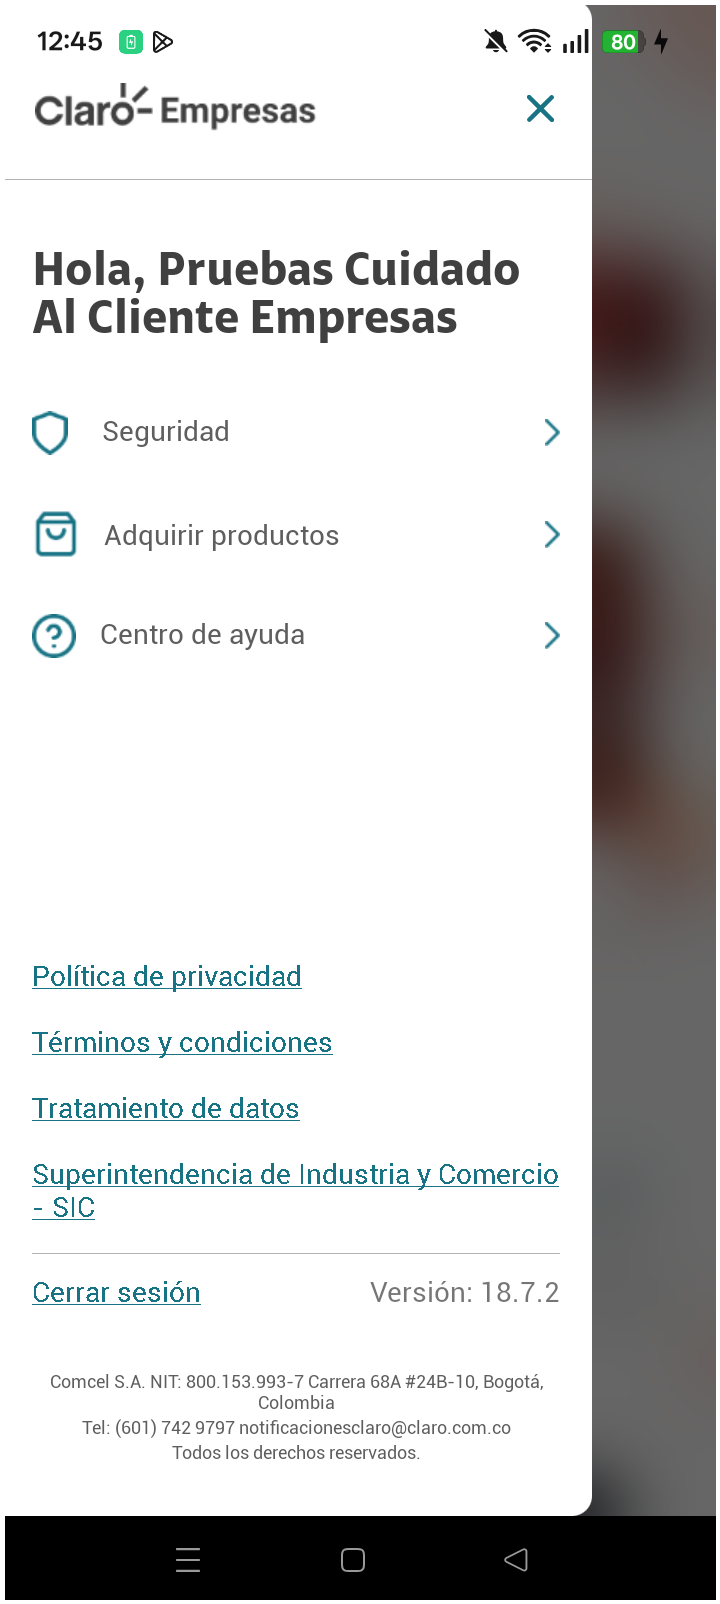 12:45
80
Claro Empresas
Hola, Pruebas Cuidado
Al Cliente Empresas
Seguridad
Adquirir productos
Centro de ayuda
Política de privacidad
Términos y condiciones
Tratamiento de datos
Superintendencia de Industria y Comercio
- SIC
Cerrar sesión
Versión: 18.7.2
Comcel S.A. NIT: 800.153.993-7 Carrera 68A #24B-10, Bogotá,
Colombia
Tel: (601) 742 9797 notificacionesclaro@claro.com.co
Todos los derechos reservados.